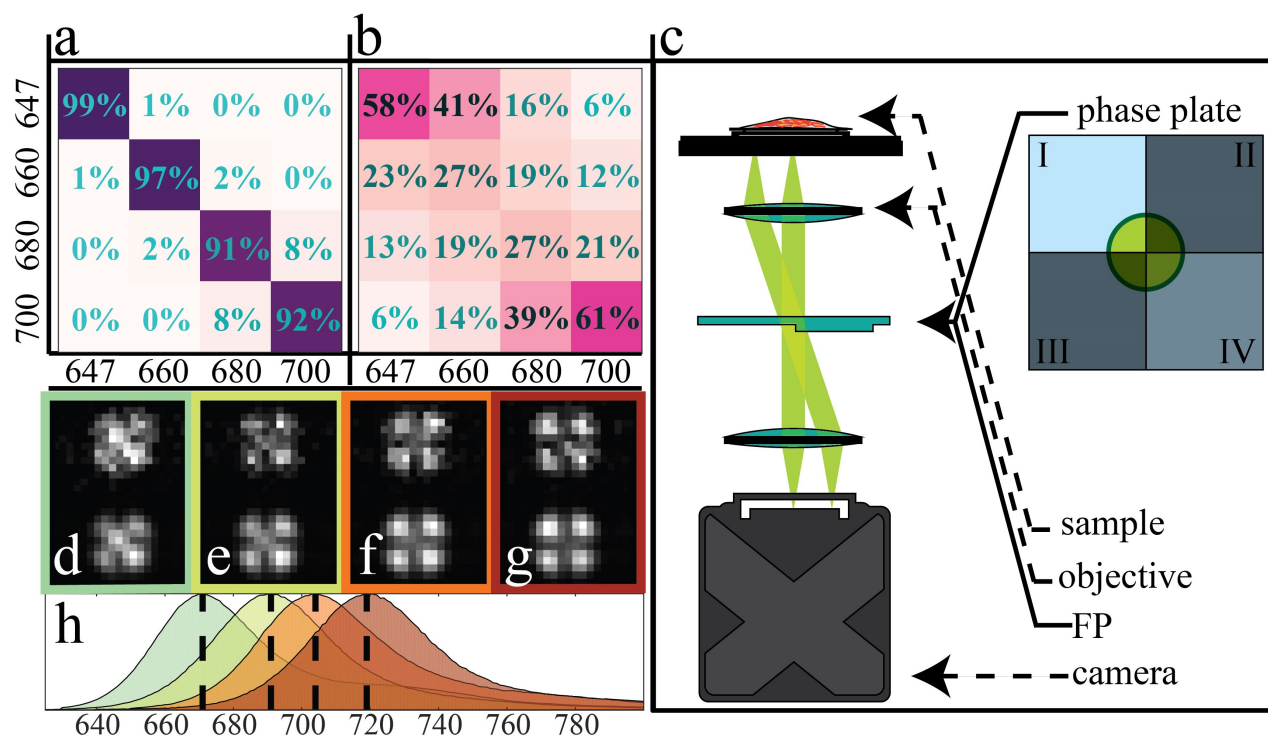 a
b
c
647
99% 1% 0% 0%
58% 41% 16% 6%
660
1% 97% 2% 0%
23% 27% 19% 12%
680
0% 2% 91% 8%
13% 19% 27% 21%
700
0% 0% 8% 92%
6% 14% 39% 61%
647 660 680 700
647 660 680 700
phase plate
I II
III IV
sample
objective
FP
camera
d
e
f
g
h
640 660 680 700 720 740 760 780